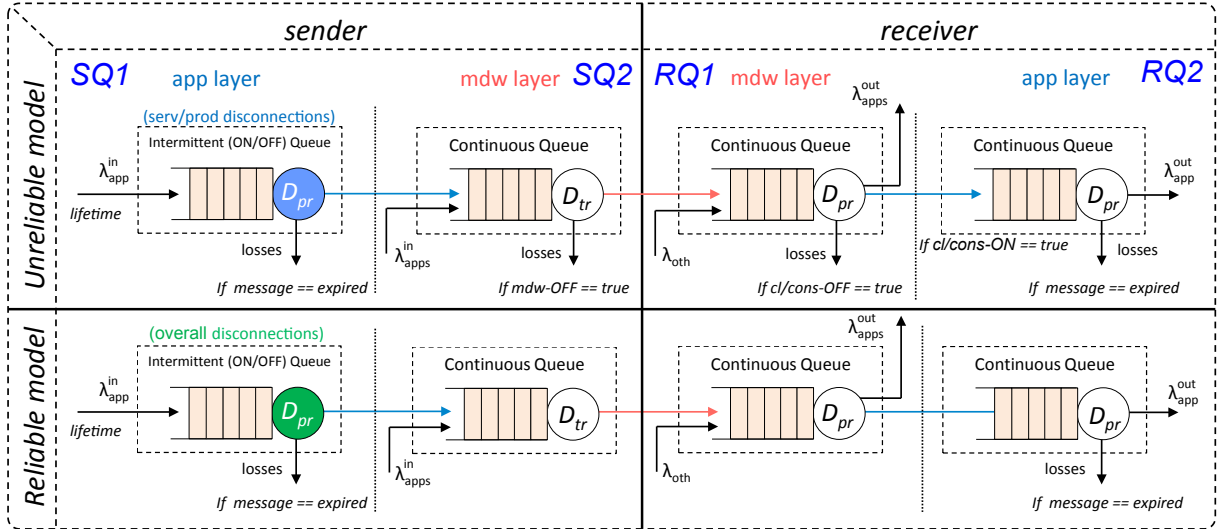 sender
receiver
Unreliable model
SQ1
app layer
mdw layer
SQ2
RQ1
mdw layer
app layer
RQ2
(serv/prod disconnections)
Intermittent (ON/OFF) Queue
Continuous Queue
Continuous Queue
Continuous Queue
λ^in_app
lifetime
D_pr
λ^in_apps
D_tr
λ_oth
D_pr
λ^out_apps
D_pr
λ^out_app
losses
losses
losses
losses
If message == expired
If mdw-OFF == true
If cl/cons-OFF == true
If cl/cons-ON == true
If message == expired
Reliable model
(overall disconnections)
Intermittent (ON/OFF) Queue
Continuous Queue
Continuous Queue
Continuous Queue
λ^in_app
lifetime
D_pr
λ^in_apps
D_tr
λ_oth
D_pr
λ^out_apps
D_pr
λ^out_app
losses
losses
If message == expired
If message == expired